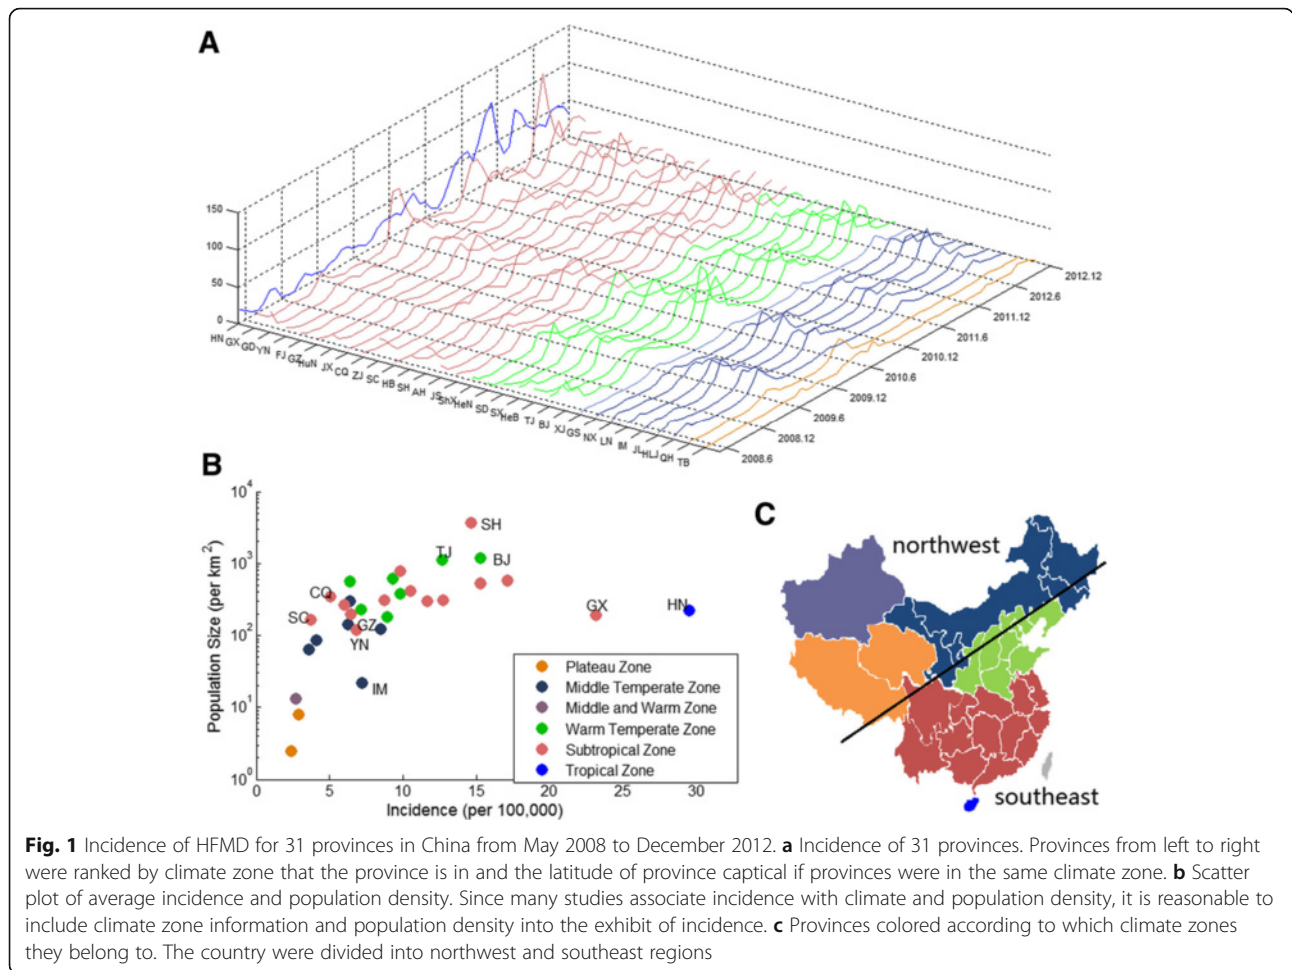 A
150
100
50
0
HN
GX
GD
YN
FJ
GZ
HuN
JX
CQ
ZJ
SC
HB
SH
AH
JS
ShX
HeN
SD
SX
HeB
TJ
BJ
XJ
GS
NX
LN
IM
JL
HLJ
QH
TB
2008.6
2008.12
2009.6
2009.12
2010.6
2010.12
2011.6
2011.12
2012.6
2012.12
B
Population Size (per km²)
10⁴
10³
10²
10¹
10⁰
0 5 10 15 20 25 30
Incidence (per 100,000)
SH
TJ
BJ
CQ
SC
GZ
YN
IM
GX
HN
Plateau Zone
Middle Temperate Zone
Middle and Warm Zone
Warm Temperate Zone
Subtropical Zone
Tropical Zone
C
northwest
southeast
Fig. 1 Incidence of HFMD for 31 provinces in China from May 2008 to December 2012. a Incidence of 31 provinces. Provinces from left to right
were ranked by climate zone that the province is in and the latitude of province captical if provinces were in the same climate zone. b Scatter
plot of average incidence and population density. Since many studies associate incidence with climate and population density, it is reasonable to
include climate zone information and population density into the exhibit of incidence. c Provinces colored according to which climate zones
they belong to. The country were divided into northwest and southeast regions